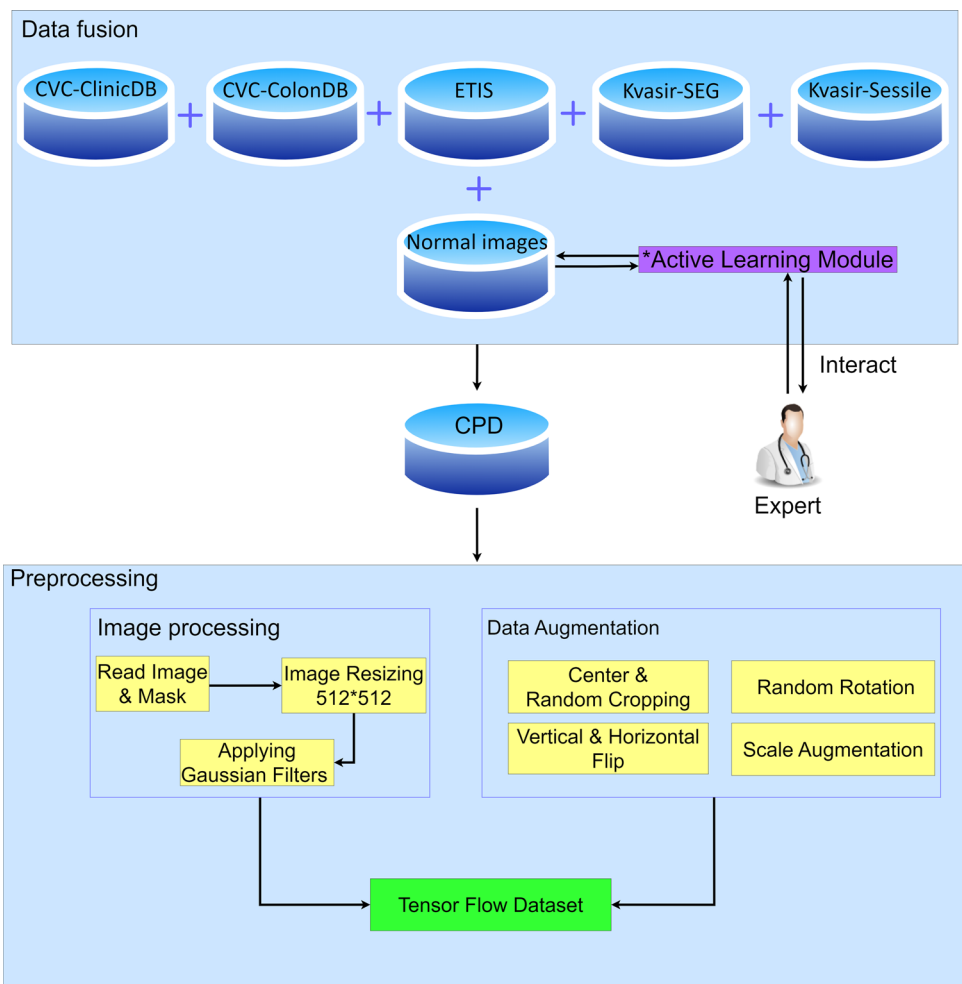 Data fusion
CVC-ClinicDB
CVC-ColonDB
ETIS
Kvasir-SEG
Kvasir-Sessile
+
+
+
+
+
Normal images
*Active Learning Module
Interact
CPD
Expert
Preprocessing
Image processing
Read Image
& Mask
Image Resizing
512*512
Applying
Gaussian Filters
Data Augmentation
Center &
Random Cropping
Random Rotation
Vertical & Horizontal
Flip
Scale Augmentation
Tensor Flow Dataset